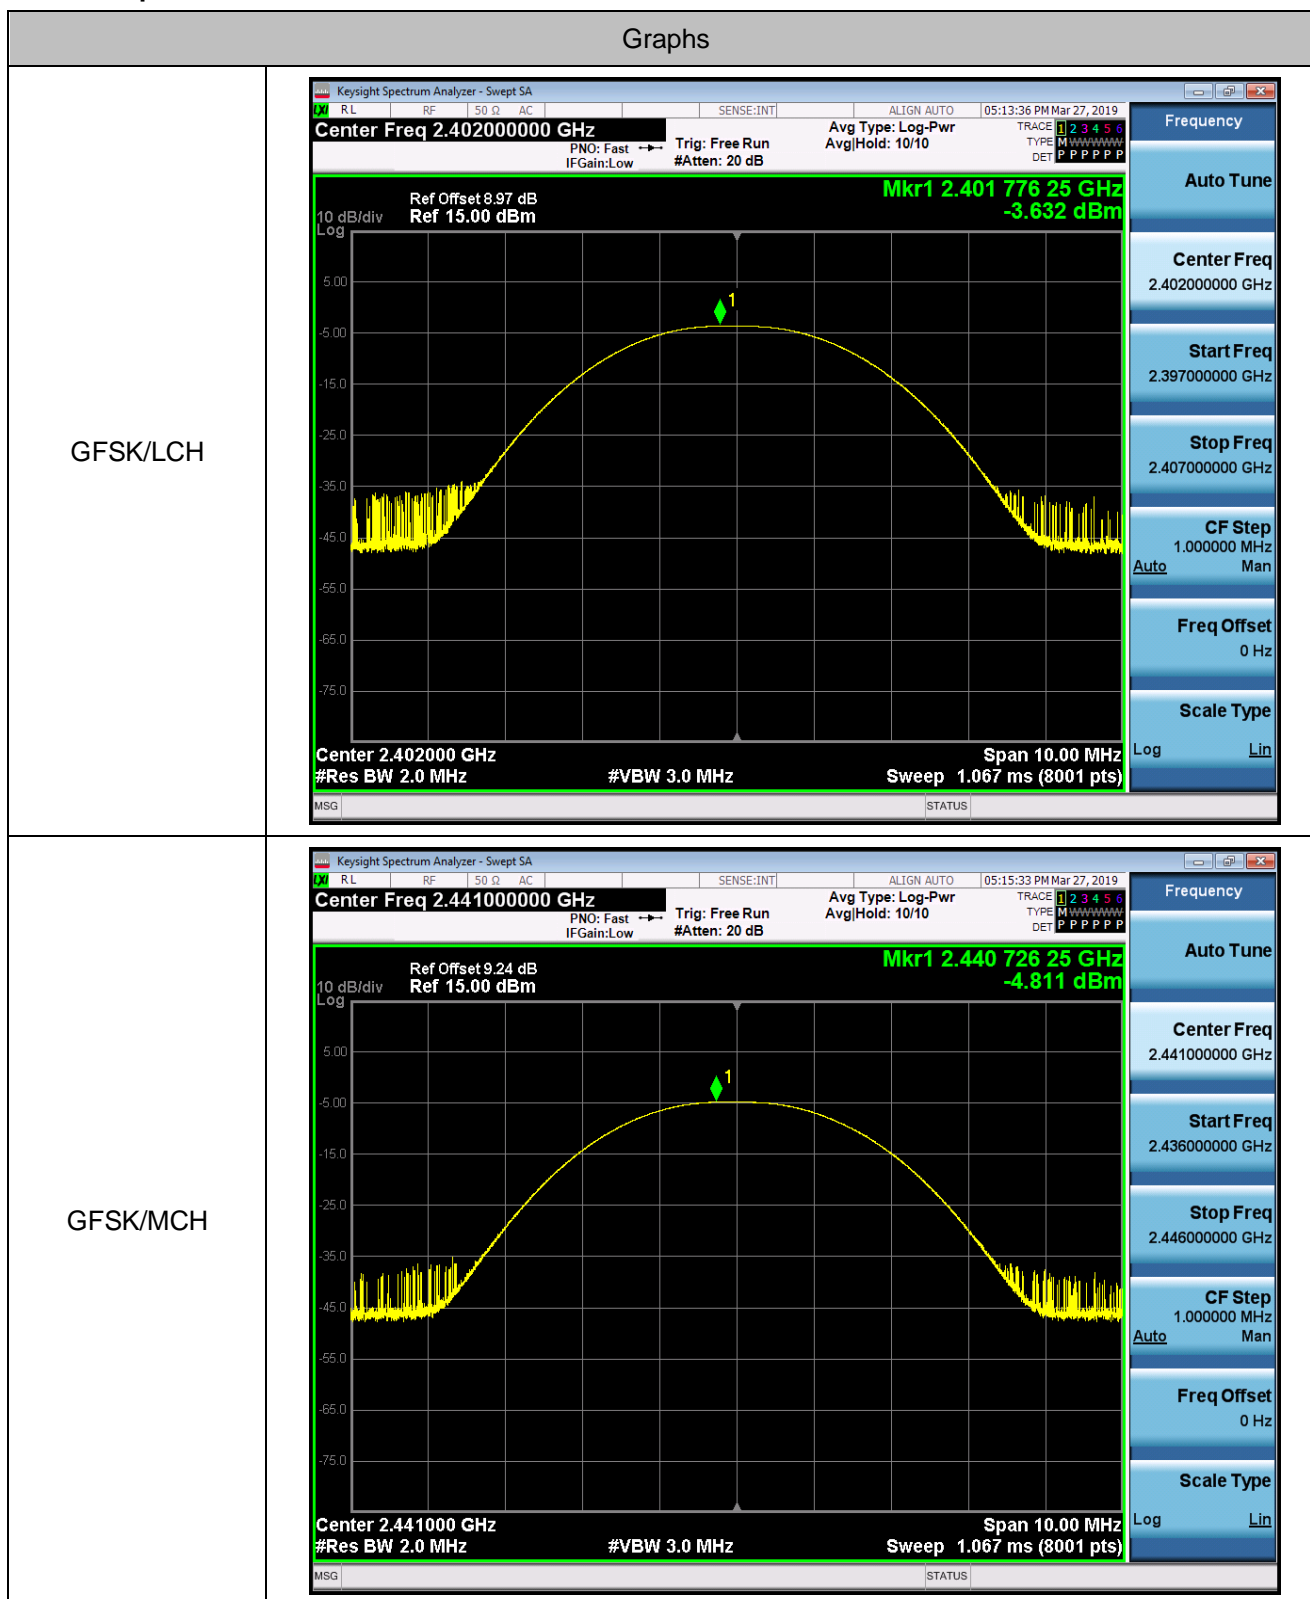 Graphs
GFSK/LCH
Keysight Spectrum Analyzer - Swept SA
LXI RL RF 50 Ω AC SENSE:INT ALIGN AUTO 05:13:36 PM Mar 27, 2019
Center Freq 2.402000000 GHz
PNO: Fast
IFGain:Low
Trig: Free Run
#Atten: 20 dB
Avg Type: Log-Pwr
Avg|Hold: 10/10
TRACE 1 2 3 4 5 6
TYPE M WWWWW
DET P P P P P P
Mkr1 2.401 776 25 GHz
-3.632 dBm
Ref Offset 8.97 dB
10 dB/div Ref 15.00 dBm
Log
1
5.00
-5.00
-15.0
-25.0
-35.0
-45.0
-55.0
-65.0
-75.0
Center 2.402000 GHz Span 10.00 MHz
#Res BW 2.0 MHz #VBW 3.0 MHz Sweep 1.067 ms (8001 pts)
MSG STATUS
Frequency
Auto Tune
Center Freq
2.402000000 GHz
Start Freq
2.397000000 GHz
Stop Freq
2.407000000 GHz
CF Step
1.000000 MHz
Auto Man
Freq Offset
0 Hz
Scale Type
Log Lin
GFSK/MCH
Keysight Spectrum Analyzer - Swept SA
LXI RL RF 50 Ω AC SENSE:INT ALIGN AUTO 05:15:33 PM Mar 27, 2019
Center Freq 2.441000000 GHz
PNO: Fast
IFGain:Low
Trig: Free Run
#Atten: 20 dB
Avg Type: Log-Pwr
Avg|Hold: 10/10
TRACE 1 2 3 4 5 6
TYPE M WWWWW
DET P P P P P P
Mkr1 2.440 726 25 GHz
-4.811 dBm
Ref Offset 9.24 dB
10 dB/div Ref 15.00 dBm
Log
1
5.00
-5.00
-15.0
-25.0
-35.0
-45.0
-55.0
-65.0
-75.0
Center 2.441000 GHz Span 10.00 MHz
#Res BW 2.0 MHz #VBW 3.0 MHz Sweep 1.067 ms (8001 pts)
MSG STATUS
Frequency
Auto Tune
Center Freq
2.441000000 GHz
Start Freq
2.436000000 GHz
Stop Freq
2.446000000 GHz
CF Step
1.000000 MHz
Auto Man
Freq Offset
0 Hz
Scale Type
Log Lin